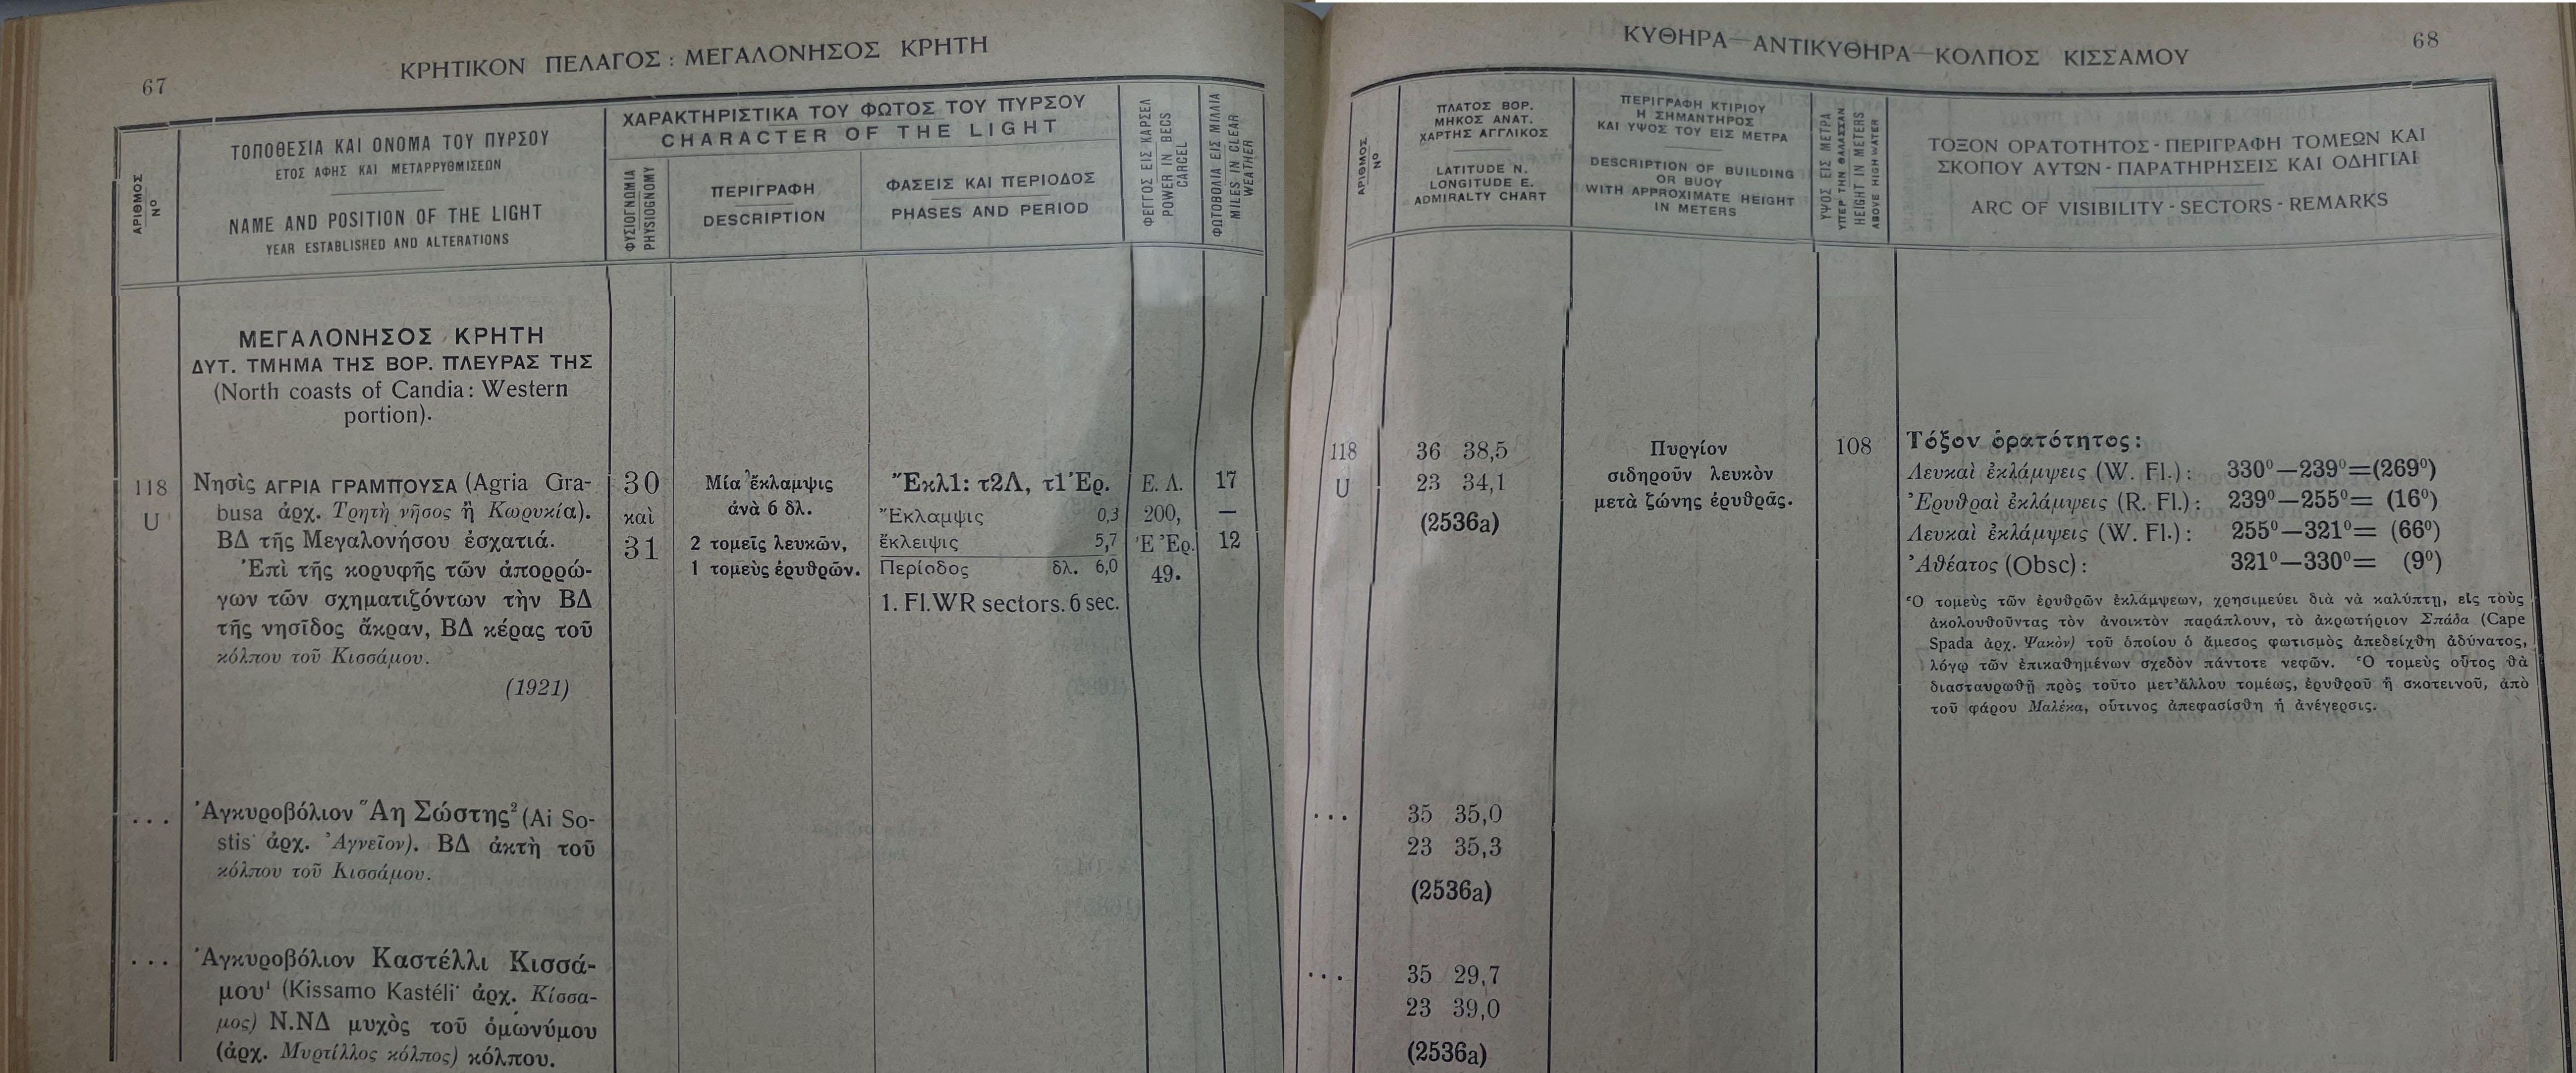 67
ΚΡΗΤΙΚΟΝ ΠΕΛΑΓΟΣ : ΜΕΓΑΛΟΝΗΣΟΣ ΚΡΗΤΗ
ΑΡΙΘΜΟΣ
Nº
ΤΟΠΟΘΕΣΙΑ ΚΑΙ ΟΝΟΜΑ ΤΟΥ ΠΥΡΣΟΥ
ΕΤΟΣ ΑΦΗΣ ΚΑΙ ΜΕΤΑΡΡΥΘΜΙΣΕΩΝ
NAME AND POSITION OF THE LIGHT
YEAR ESTABLISHED AND ALTERATIONS
ΧΑΡΑΚΤΗΡΙΣΤΙΚΑ ΤΟΥ ΦΩΤΟΣ ΤΟΥ ΠΥΡΣΟΥ
CHARACTER OF THE LIGHT
ΦΥΣΙΟΓΝΩΜΙΑ
PHYSIOGNOMY
ΠΕΡΙΓΡΑΦΗ
DESCRIPTION
ΦΑΣΕΙΣ ΚΑΙ ΠΕΡΙΟΔΟΣ
PHASES AND PERIOD
ΦΕΓΓΟΣ ΕΙΣ ΚΑΡΣΕΛ
POWER IN BECS
CARCEL
ΦΩΤΟΒΟΛΙΑ ΕΙΣ ΜΙΛΛΙΑ
MILES IN CLEAR
WEATHER
ΜΕΓΑΛΟΝΗΣΟΣ ΚΡΗΤΗ
ΔΥΤ. ΤΜΗΜΑ ΤΗΣ ΒΟΡ. ΠΛΕΥΡΑΣ ΤΗΣ
(North coasts of Candia : Western
portion).
118
U
Νησὶς ΑΓΡΙΑ ΓΡΑΜΠΟΥΣΑ (Agria Gra-
busa ἀρχ. Τρητὴ νῆσος ἢ Κωρυκία).
ΒΔ τῆς Μεγαλονήσου ἐσχατιά.
Ἐπὶ τῆς κορυφῆς τῶν ἀπορρώ-
γων τῶν σχηματιζόντων τὴν ΒΔ
τῆς νησῖδος ἄκραν, ΒΔ κέρας τοῦ
κόλπου τοῦ Κισσάμου.
(1921)
30
καὶ
31
Μία ἔκλαμψις
ἀνὰ 6 δλ.
2 τομεῖς λευκῶν,
1 τομεὺς ἐρυθρῶν.
Ἔκλ1: τ2Λ, τ1Ἐρ.
Ἔκλαμψις 0,3
ἔκλειψις 5,7
Περίοδος δλ. 6,0
1. Fl.WR sectors. 6 sec.
Ε. Λ.
200,
Ἐ Ἐρ.
49.
17
—
12
... Ἀγκυροβόλιον Ἄη Σώστης² (Ai So-
stis· ἀρχ. Ἀγνεῖον). ΒΔ ἀκτὴ τοῦ
κόλπου τοῦ Κισσάμου.
... Ἀγκυροβόλιον Καστέλλι Κισσά-
μου¹ (Kissamo Kastéli· ἀρχ. Κίσσα-
μος) Ν.ΝΔ μυχὸς τοῦ ὁμωνύμου
(ἀρχ. Μυρτίλλος κόλπος) κόλπου.
ΚΥΘΗΡΑ—ΑΝΤΙΚΥΘΗΡΑ—ΚΟΛΠΟΣ ΚΙΣΣΑΜΟΥ
68
ΑΡΙΘΜΟΣ
Nº
ΠΛΑΤΟΣ ΒΟΡ.
ΜΗΚΟΣ ΑΝΑΤ.
ΧΑΡΤΗΣ ΑΓΓΛΙΚΟΣ
LATITUDE N.
LONGITUDE E.
ADMIRALTY CHART
ΠΕΡΙΓΡΑΦΗ ΚΤΙΡΙΟΥ
Η ΣΗΜΑΝΤΗΡΟΣ
ΚΑΙ ΥΨΟΣ ΤΟΥ ΕΙΣ ΜΕΤΡΑ
DESCRIPTION OF BUILDING
OR BUOY
WITH APPROXIMATE HEIGHT
IN METERS
ΥΨΟΣ ΕΙΣ ΜΕΤΡΑ
ΥΠΕΡ ΤΗΝ ΘΑΛΑΣΣΑΝ
HEIGHT IN METERS
ABOVE HIGH WATER
ΤΟΞΟΝ ΟΡΑΤΟΤΗΤΟΣ - ΠΕΡΙΓΡΑΦΗ ΤΟΜΕΩΝ ΚΑΙ
ΣΚΟΠΟΥ ΑΥΤΩΝ - ΠΑΡΑΤΗΡΗΣΕΙΣ ΚΑΙ ΟΔΗΓΙΑΙ
ARC OF VISIBILITY - SECTORS - REMARKS
118
U
36 38,5
23 34,1
(2536a)
Πυργίον
σιδηροῦν λευκὸν
μετὰ ζώνης ἐρυθρᾶς.
108
Τόξον ὁρατότητος :
Λευκαὶ ἐκλάμψεις (W. Fl.) : 330⁰—239⁰=(269⁰)
Ἐρυθραὶ ἐκλάμψεις (R. Fl.) : 239⁰—255⁰= (16⁰)
Λευκαὶ ἐκλάμψεις (W. Fl.) : 255⁰—321⁰= (66⁰)
Ἀθέατος (Obsc) : 321⁰—330⁰= (9⁰)
Ὁ τομεὺς τῶν ἐρυθρῶν ἐκλάμψεων, χρησιμεύει διὰ νὰ καλύπτῃ, εἰς τοὺς
ἀκολουθοῦντας τὸν ἀνοικτὸν παράπλουν, τὸ ἀκρωτήριον Σπάδα (Cape
Spada ἀρχ. Ψακὸν) τοῦ ὁποίου ὁ ἄμεσος φωτισμὸς ἀπεδείχθη ἀδύνατος,
λόγῳ τῶν ἐπικαθημένων σχεδὸν πάντοτε νεφῶν. Ὁ τομεὺς οὗτος θὰ
διασταυρωθῇ πρὸς τοῦτο μετ' ἄλλου τομέως, ἐρυθροῦ ἢ σκοτεινοῦ, ἀπὸ
τοῦ φάρου Μαλέκα, οὗτινος ἀπεφασίσθη ἡ ἀνέγερσις.
... 35 35,0
23 35,3
(2536a)
... 35 29,7
23 39,0
(2536a)